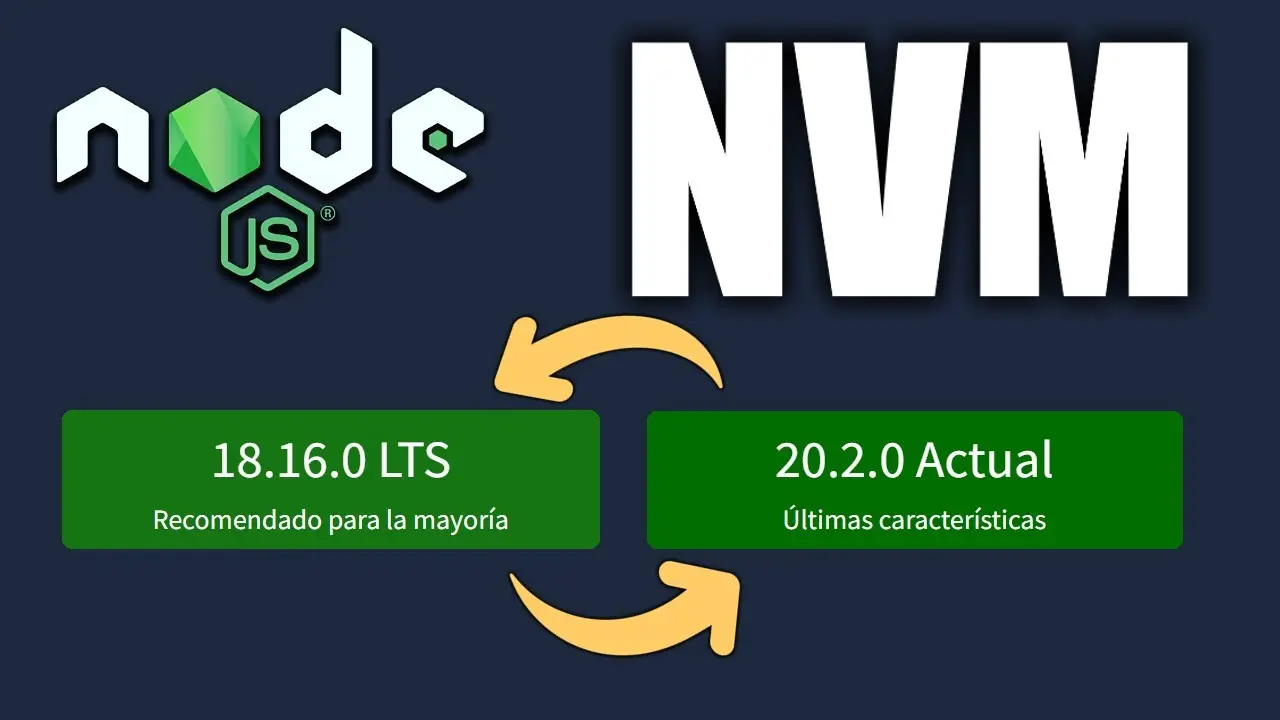 node
JS®
NVM
18.16.0 LTS
Recomendado para la mayoría
20.2.0 Actual
Últimas características